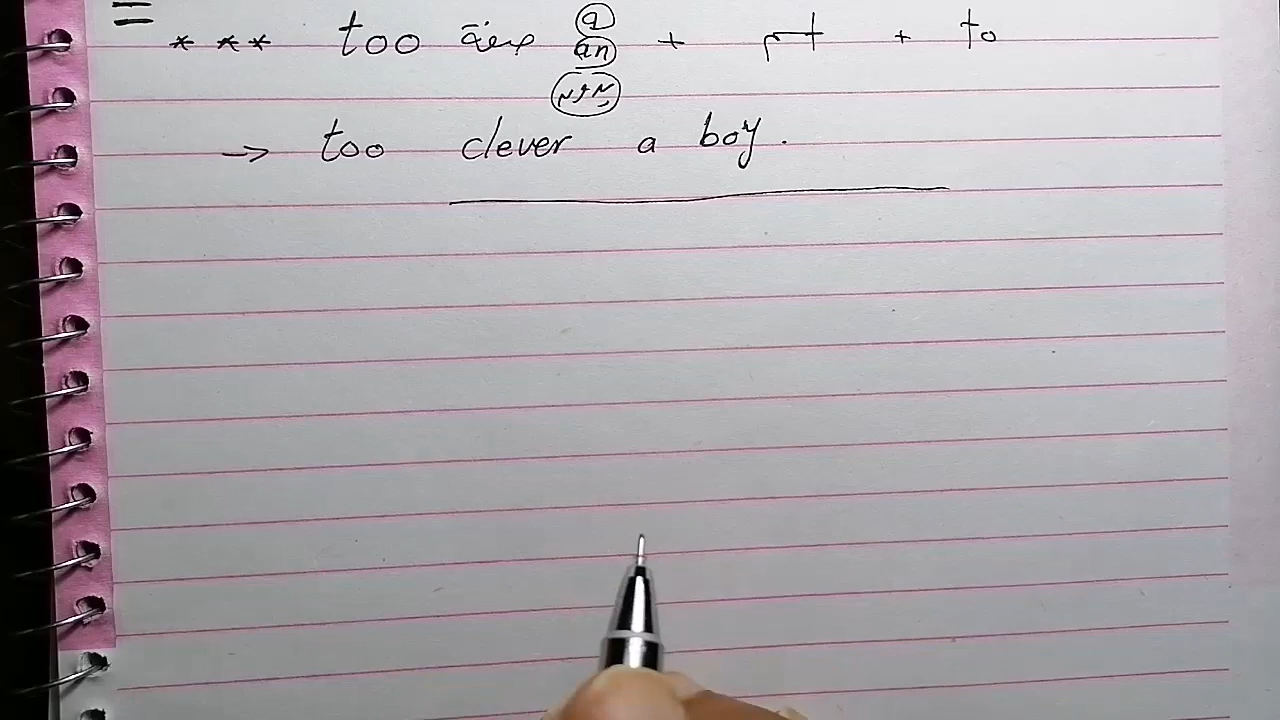 *** too صفة a an بدون + اسم + to
→ too clever a boy.